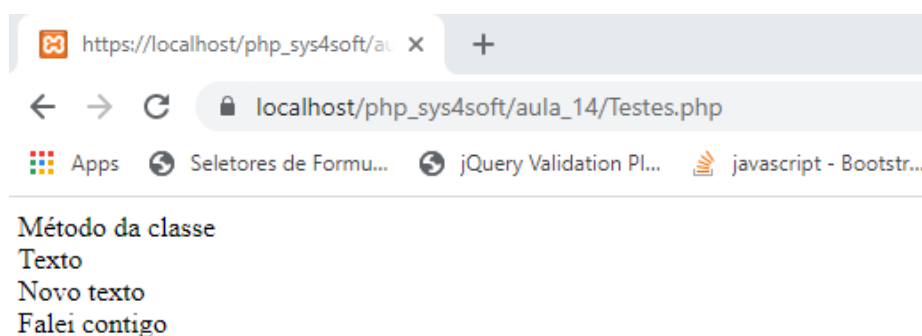 https://localhost/php_sys4soft/au
localhost/php_sys4soft/aula_14/Testes.php
Apps Seletores de Formu... jQuery Validation Pl... javascript - Bootstr...
Método da classe
Texto
Novo texto
Falei contigo